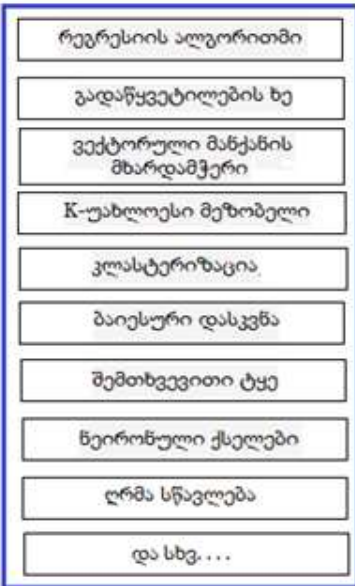 რეგრესიის ალგორითმი
გადაწყვეტილების ხე
ვექტორული მანქანის
მხარდამჭერი
K-უახლოესი მეზობელი
კლასტერიზაცია
ბაიესური დასკვნა
შემთხვევითი ტყე
ნეირონული ქსელები
ღრმა სწავლება
და სხვ. . . .